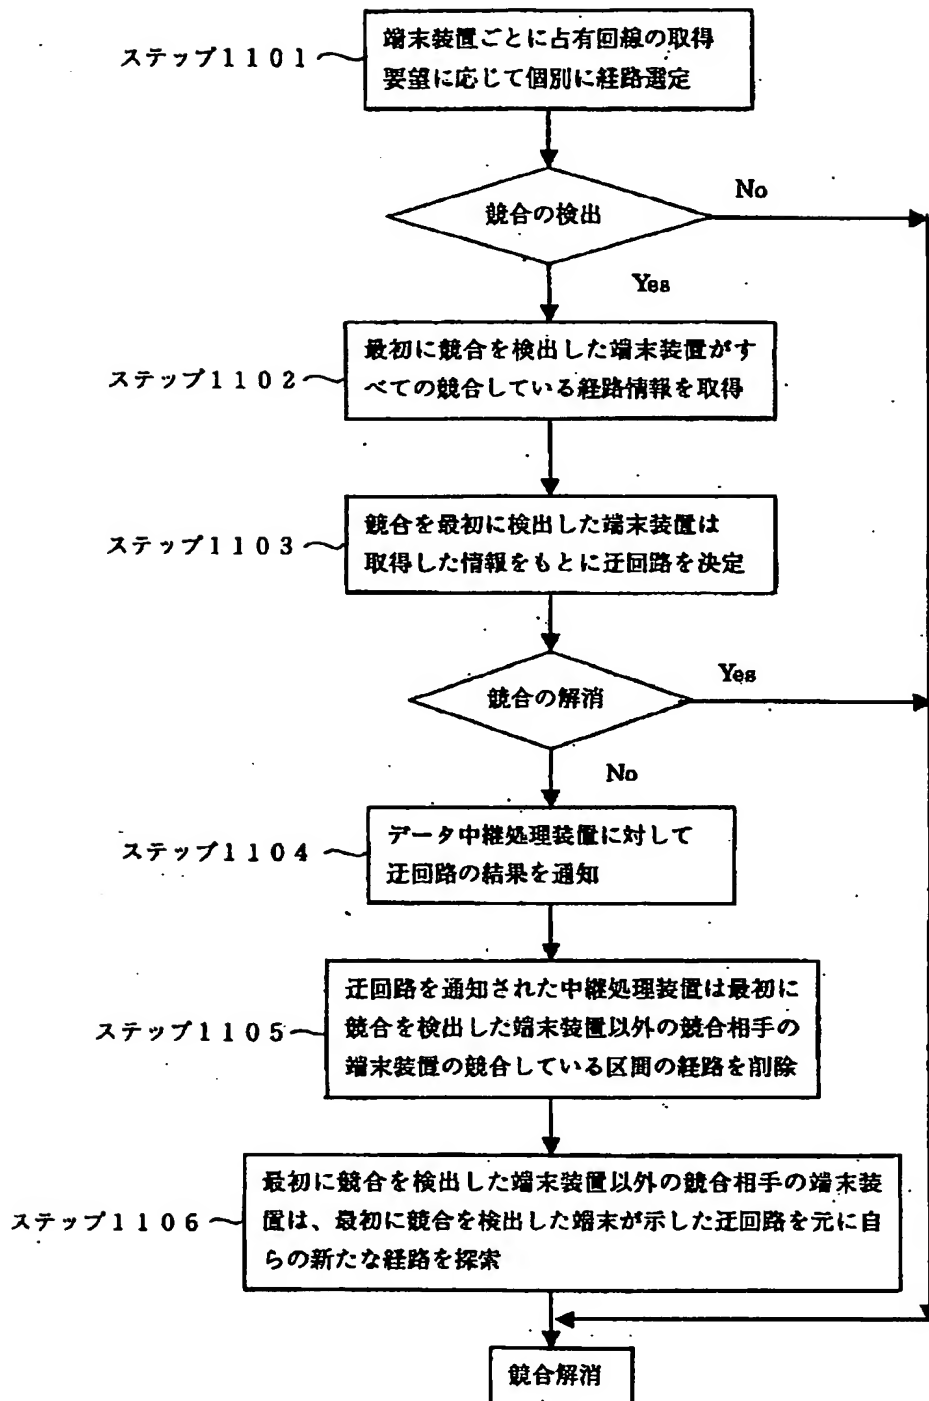 ステップ1101
端末装置ごとに占有回線の取得
要望に応じて個別に経路選定
競合の検出
No
Yes
ステップ1102
最初に競合を検出した端末装置がす
べての競合している経路情報を取得
ステップ1103
競合を最初に検出した端末装置は
取得した情報をもとに迂回路を決定
競合の解消
Yes
No
ステップ1104
データ中継処理装置に対して
迂回路の結果を通知
ステップ1105
迂回路を通知された中継処理装置は最初に
競合を検出した端末装置以外の競合相手の
端末装置の競合している区間の経路を削除
ステップ1106
最初に競合を検出した端末装置以外の競合相手の端末装
置は、最初に競合を検出した端末が示した迂回路を元に自
らの新たな経路を探索
競合解消